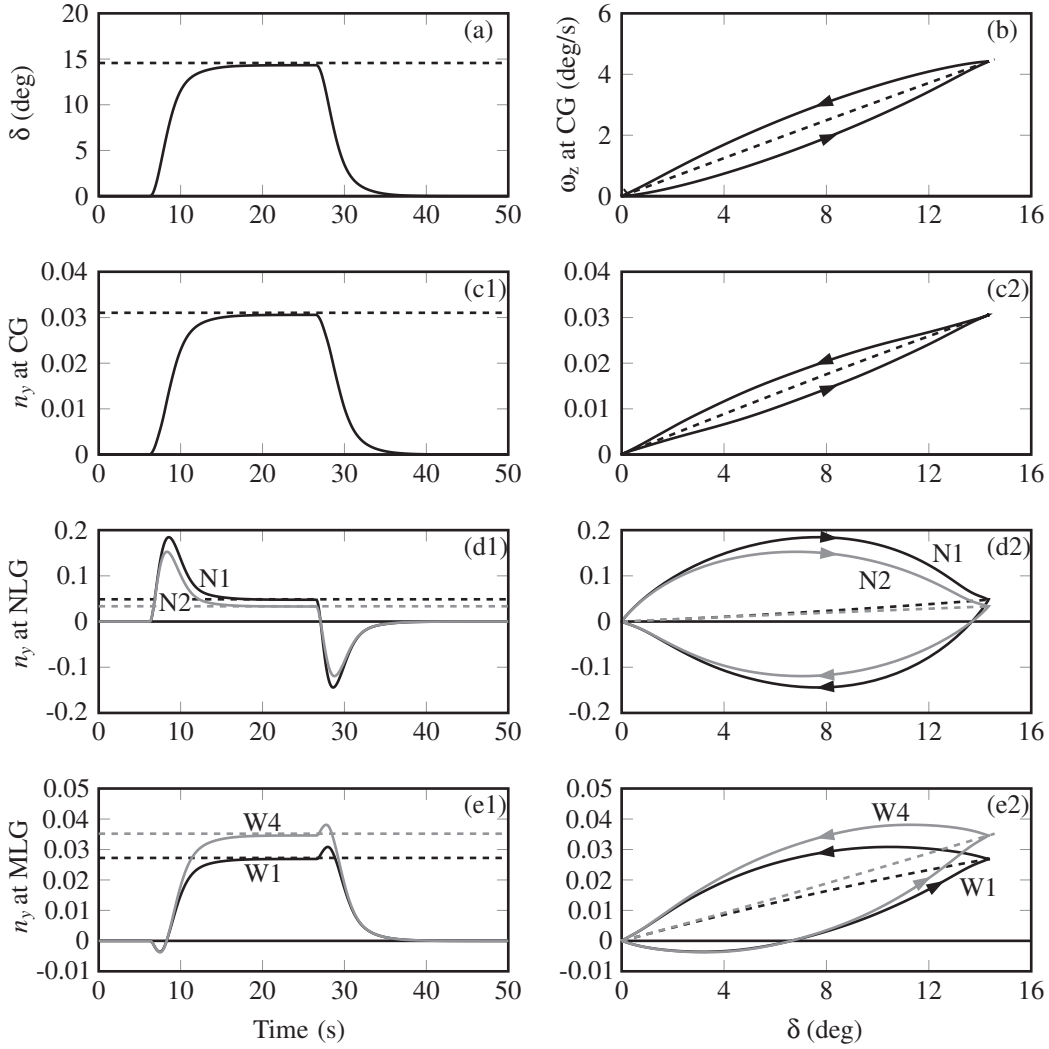 20
15
10
5
0
δ (deg)
(a)
0 10 20 30 40 50
6
4
2
0
ω_z at CG (deg/s)
(b)
0 4 8 12 16
0.04
0.03
0.02
0.01
0
n_y at CG
(c1)
0 10 20 30 40 50
0.04
0.03
0.02
0.01
0
(c2)
0 4 8 12 16
0.2
0.1
0
-0.1
-0.2
n_y at NLG
(d1)
N1
N2
0 10 20 30 40 50
0.2
0.1
0
-0.1
-0.2
(d2)
N1
N2
0 4 8 12 16
0.05
0.04
0.03
0.02
0.01
0
-0.01
n_y at MLG
(e1)
W4
W1
0 10 20 30 40 50
Time (s)
0.05
0.04
0.03
0.02
0.01
0
-0.01
(e2)
W4
W1
0 4 8 12 16
δ (deg)